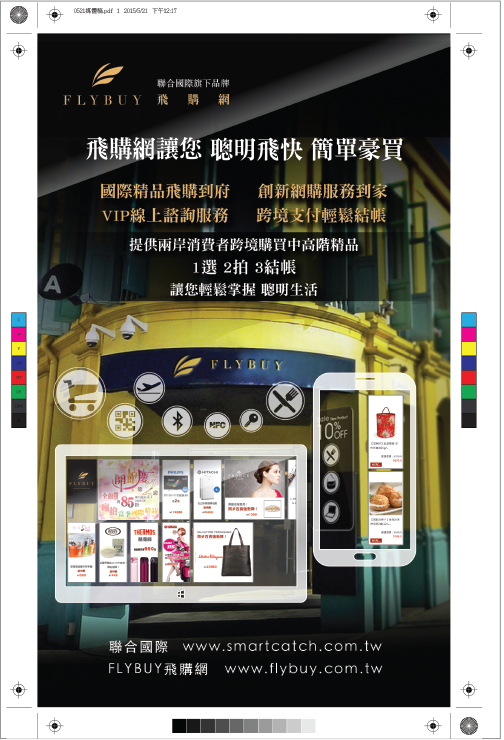 0521媒體稿.pdf 1 2015/5/21 下午12:17
聯合國際旗下品牌
FLYBUY 飛購網
飛購網讓您 聰明飛快 簡單豪買
國際精品飛購到府 創新網購服務到家
VIP線上諮詢服務 跨境支付輕鬆結帳
提供兩岸消費者跨境購買中高階精品
1選 2拍 3結帳
讓您輕鬆掌握 聰明生活
A
FLYBUY
NFC
0% OFF
FLYBUY
PHILIPS
HITACHI
THERMOS
聯合國際 www.smartcatch.com.tw
FLYBUY飛購網 www.flybuy.com.tw